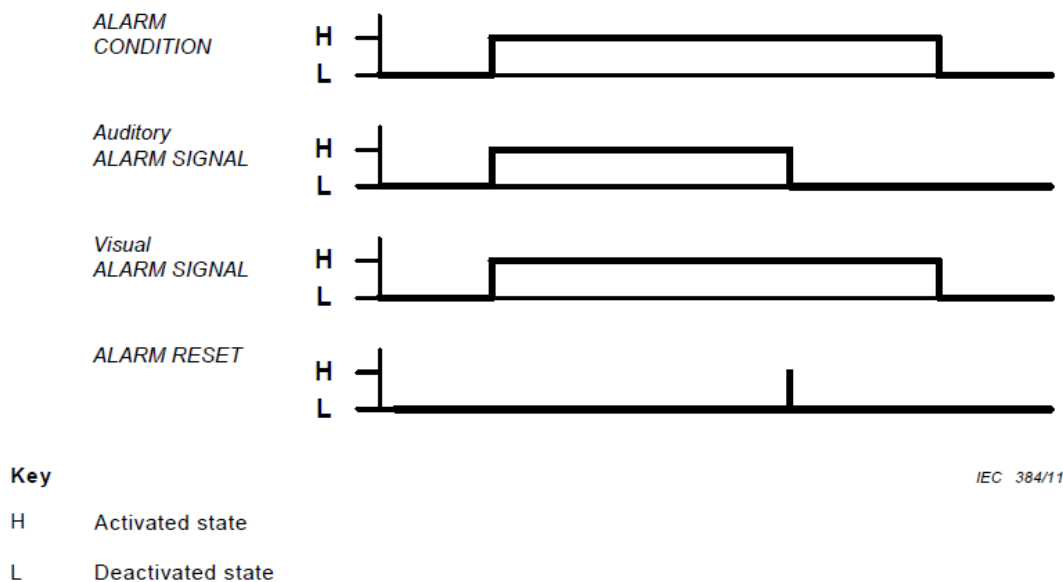 ALARM
CONDITION
H
L
Auditory
ALARM SIGNAL
H
L
Visual
ALARM SIGNAL
H
L
ALARM RESET
H
L
Key
IEC 384/11
H Activated state
L Deactivated state